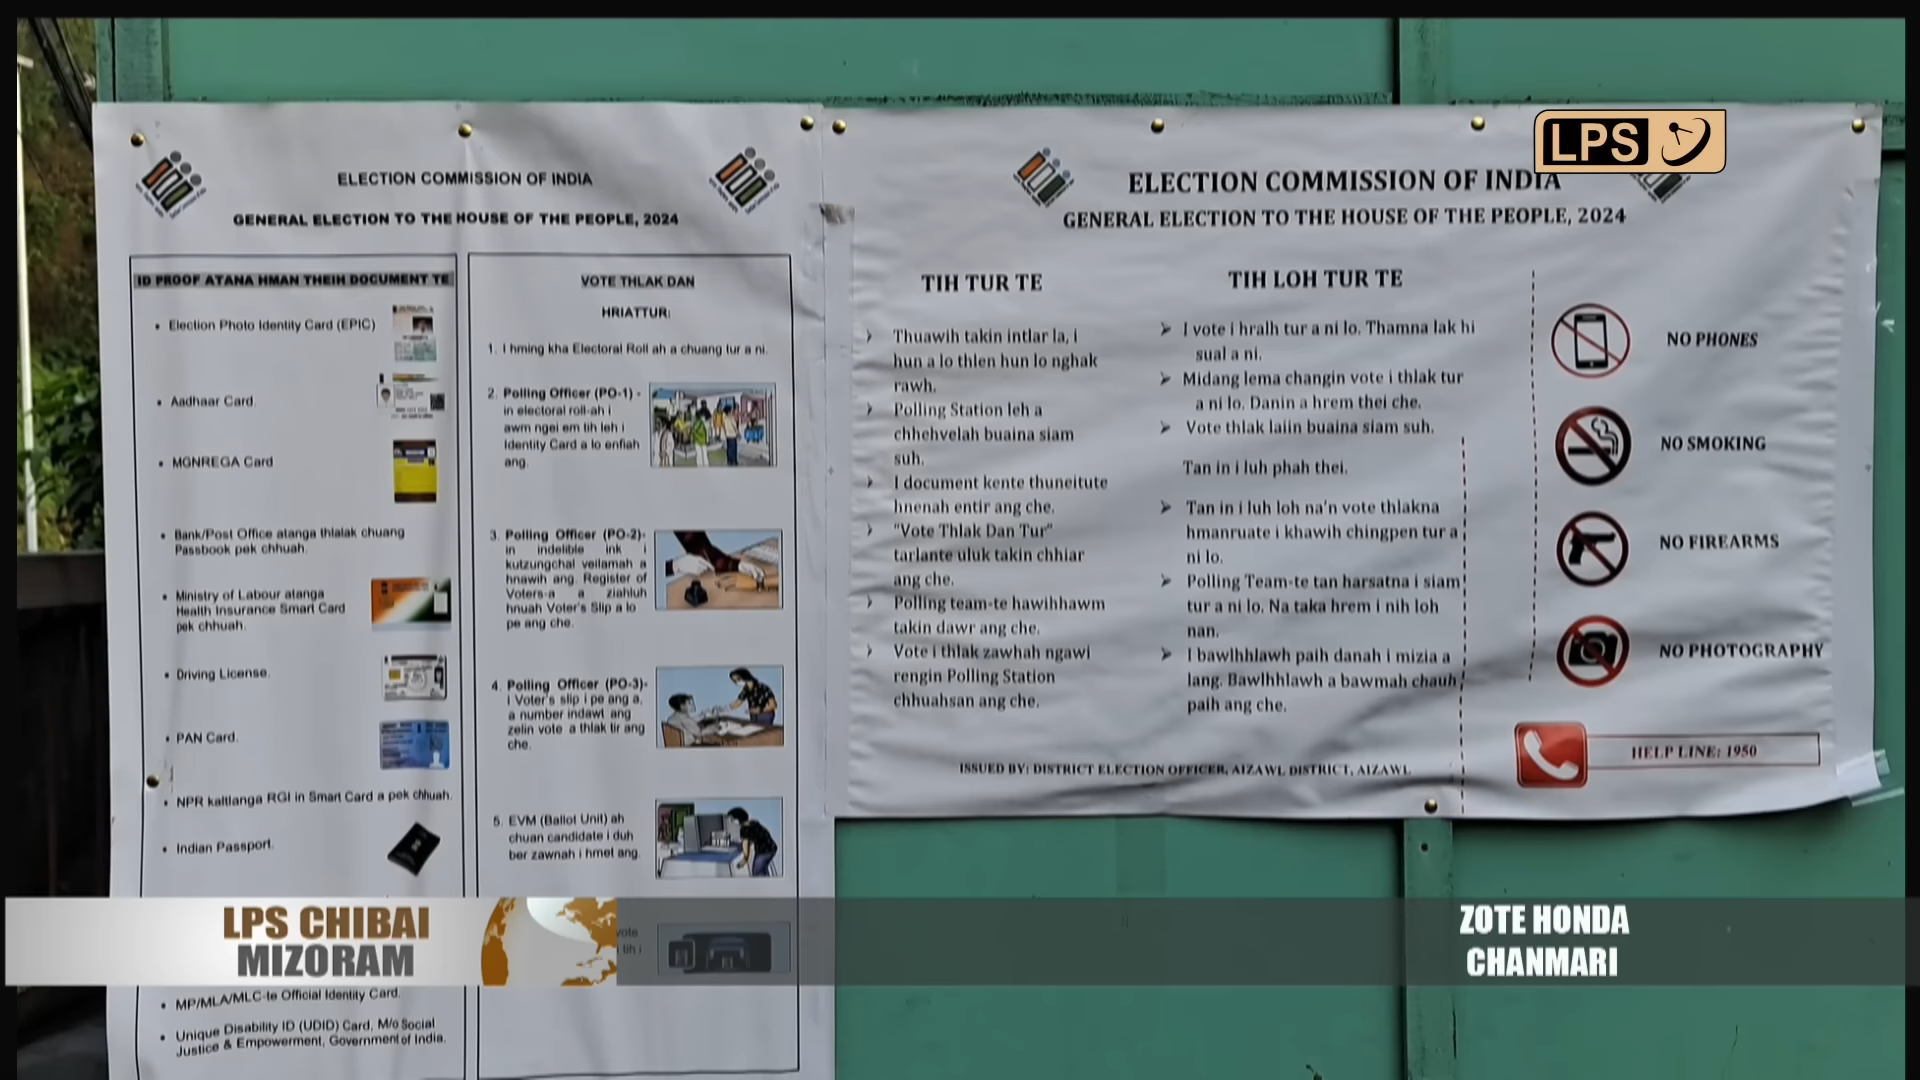 ELECTION COMMISSION OF INDIA
GENERAL ELECTION TO THE HOUSE OF THE PEOPLE, 2024
ID PROOF ATANA HMAN THEIH DOCUMENT TE
• Election Photo Identity Card (EPIC)
• Aadhaar Card.
• MGNREGA Card
• Bank/Post Office atanga thlalak chuang
Passbook pek chhuah.
• Ministry of Labour atanga
Health Insurance Smart Card
pek chhuah.
• Driving License.
• PAN Card.
• NPR kaltlanga RGI in Smart Card a pek chhuah.
• Indian Passport.
• MP/MLA/MLC-te Official Identity Card.
• Unique Disability ID (UDID) Card, M/o Social
Justice & Empowerment, Government of India.
VOTE THLAK DAN
HRIATTUR:
1. I hming kha Electoral Roll ah a chuang tur a ni.
2. Polling Officer (PO-1) -
in electoral roll-ah i
awm ngei em tih leh i
Identity Card a lo enfiah
ang.
3. Polling Officer (PO-2)-
in indelible ink i
kutzungchal veilamah a
hnawih ang. Register of
Voters-a a ziahluh
hnuah Voter's Slip a lo
pe ang che.
4. Polling Officer (PO-3)-
i Voter's slip i pe ang a,
a number indawt ang
zelin vote a thlak tir ang
che.
5. EVM (Ballot Unit) ah
chuan candidate i duh
ber zawnah i hmet ang.
vote
tih i
ELECTION COMMISSION OF INDIA
GENERAL ELECTION TO THE HOUSE OF THE PEOPLE, 2024
TIH TUR TE
Thuawih takin intlar la, i
hun a lo thlen hun lo nghak
rawh.
Polling Station leh a
chhehvelah buaina siam
suh.
I document kente thuneitute
hnenah entir ang che.
"Vote Thlak Dan Tur"
tarlante uluk takin chhiar
ang che.
Polling team-te hawihhawm
takin dawr ang che.
Vote i thlak zawhah ngawi
rengin Polling Station
chhuahsan ang che.
TIH LOH TUR TE
➢ I vote i hralh tur a ni lo. Thamna lak hi
sual a ni.
➢ Midang lema changin vote i thlak tur
a ni lo. Danin a hrem thei che.
➢ Vote thlak laiin buaina siam suh.
Tan in i luh phah thei.
➢ Tan in i luh loh na'n vote thlakna
hmanruate i khawih chingpen tur a
ni lo.
➢ Polling Team-te tan harsatna i siam
tur a ni lo. Na taka hrem i nih loh
nan.
➢ I bawlhhlawh paih danah i mizia a
lang. Bawlhhlawh a bawmah chauh
paih ang che.
NO PHONES
NO SMOKING
NO FIREARMS
NO PHOTOGRAPHY
HELP LINE: 1950
ISSUED BY: DISTRICT ELECTION OFFICER, AIZAWL DISTRICT, AIZAWL
LPS
LPS CHIBAI
MIZORAM
ZOTE HONDA
CHANMARI